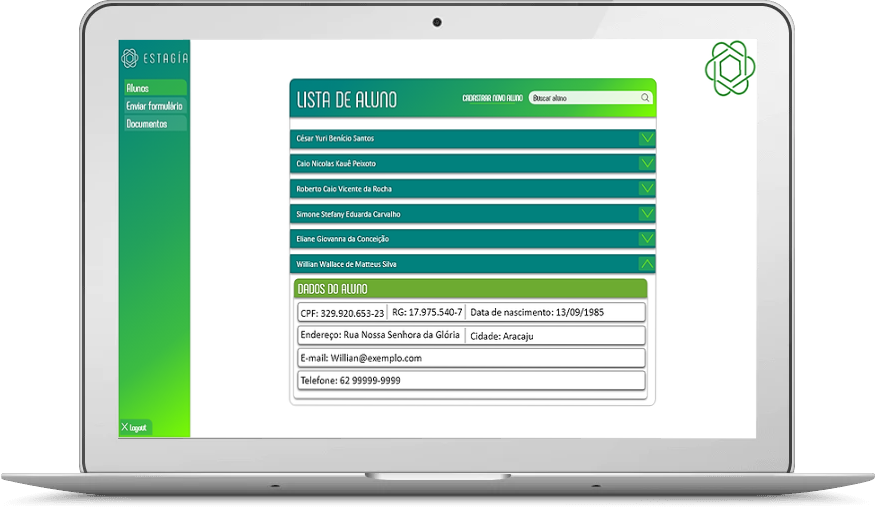 ESTAGÍA
Alunos
Enviar formulário
Documentos
LISTA DE ALUNO
CADASTRAR NOVO ALUNO
Buscar aluno
César Yuri Benício Santos
Caio Nicolas Kauê Peixoto
Roberto Caio Vicente da Rocha
Simone Stefany Eduarda Carvalho
Eliane Giovanna da Conceição
Willian Wallace de Matteus Silva
DADOS DO ALUNO
CPF: 329.920.653-23 RG: 17.975.540-7 Data de nascimento: 13/09/1985
Endereço: Rua Nossa Senhora da Glória Cidade: Aracaju
E-mail: Willian@exemplo.com
Telefone: 62 99999-9999
X Logout